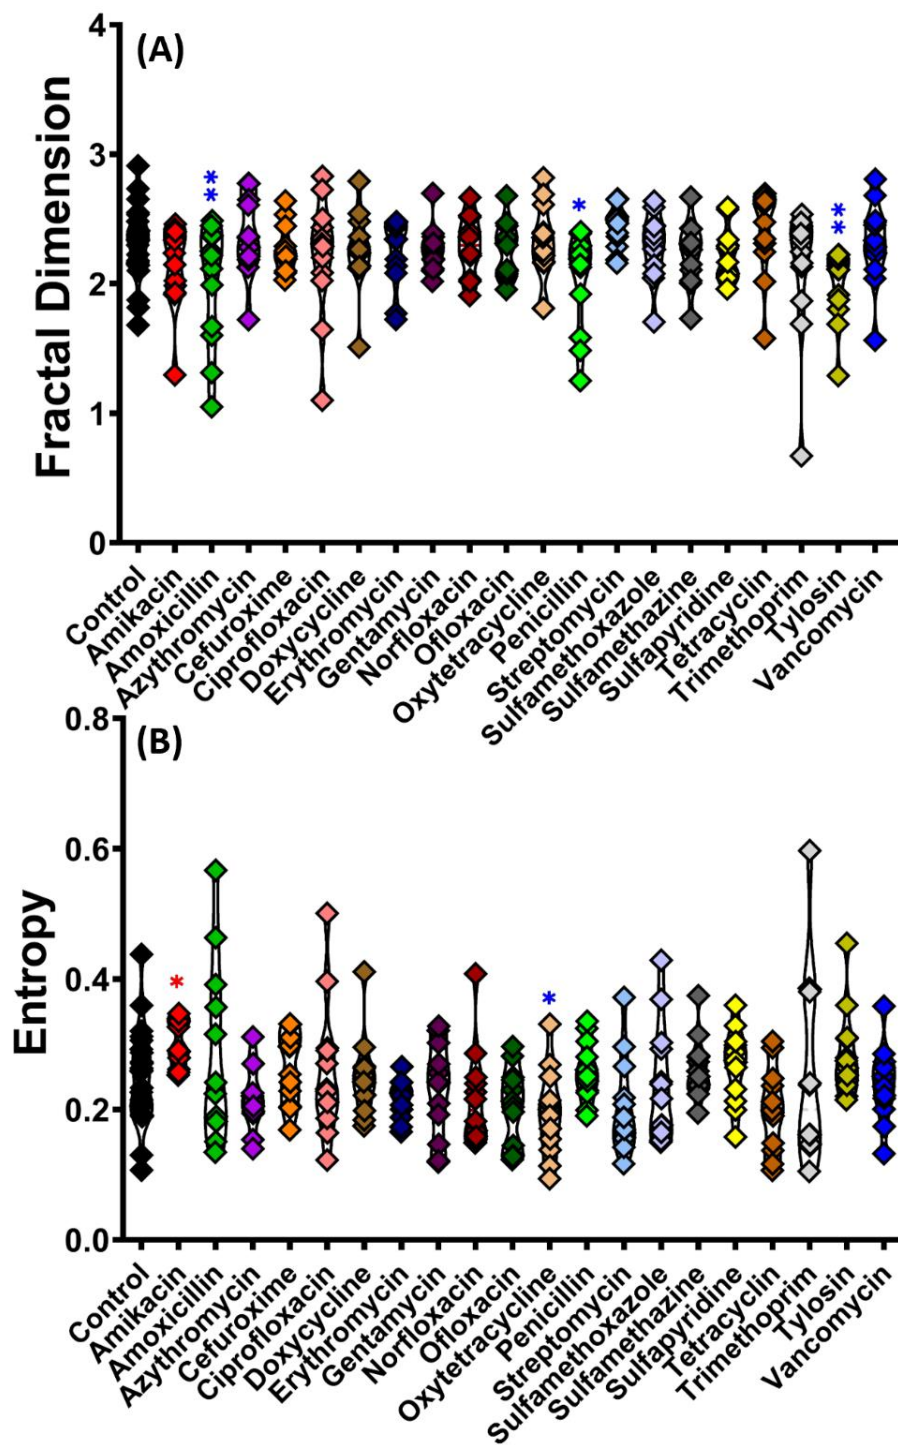 (A)
Fractal Dimension
4
3
2
1
0
**
*
**
Control
Amikacin
Amoxicillin
Azythromycin
Cefuroxime
Ciprofloxacin
Doxycycline
Erythromycin
Gentamycin
Norfloxacin
Ofloxacin
Oxytetracycline
Penicillin
Streptomycin
Sulfamethoxazole
Sulfamethazine
Sulfapyridine
Tetracyclin
Trimethoprim
Tylosin
Vancomycin
(B)
Entropy
0.8
0.6
0.4
0.2
0.0
*
*
Control
Amikacin
Amoxicillin
Azythromycin
Cefuroxime
Ciprofloxacin
Doxycycline
Erythromycin
Gentamycin
Norfloxacin
Ofloxacin
Oxytetracycline
Penicillin
Streptomycin
Sulfamethoxazole
Sulfamethazine
Sulfapyridine
Tetracyclin
Trimethoprim
Tylosin
Vancomycin